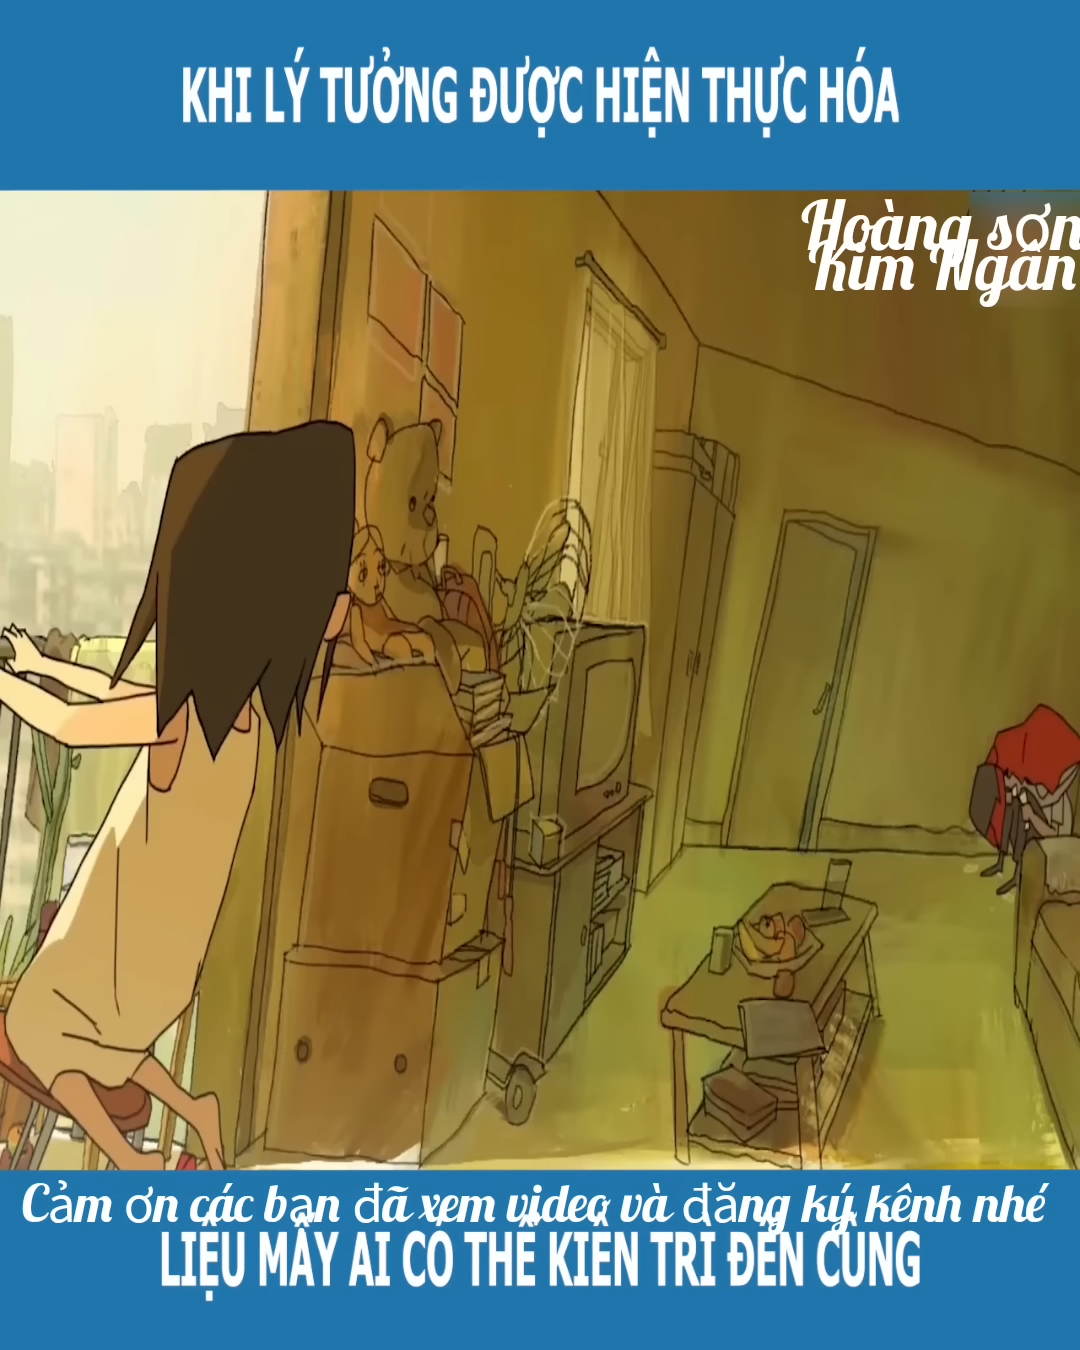 KHI LÝ TƯỞNG ĐƯỢC HIỆN THỰC HÓA
Hoàng sơn
Kim Ngân
Cảm ơn các bạn đã xem video và đăng ký kênh nhé
LIỆU MẤY AI CÓ THỂ KIÊN TRÌ ĐẾN CÙNG